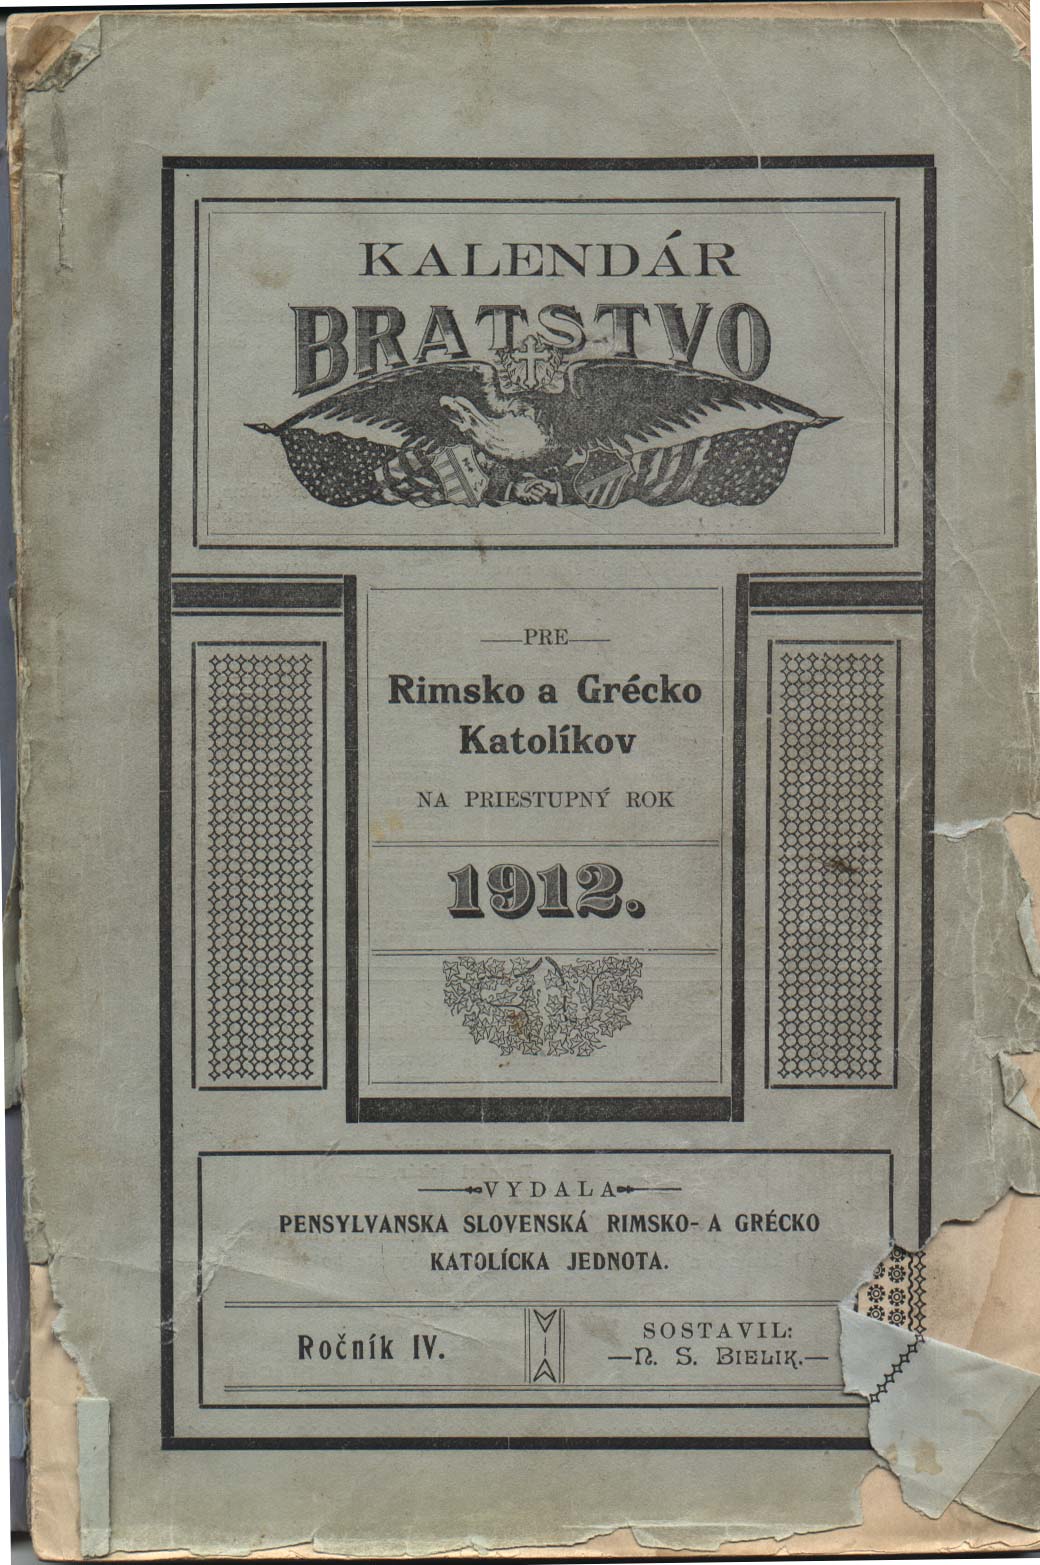 KALENDÁR
BRATSTVO
PRE
Rimsko a Grécko
Katolíkov
NA PRIESTUPNÝ ROK
1912.
VYDALA
PENSYLVANSKA SLOVENSKÁ RIMSKO- A GRÉCKO
KATOLÍCKA JEDNOTA.
Ročník IV.
SOSTAVIL:
—N. S. BIELIK.—